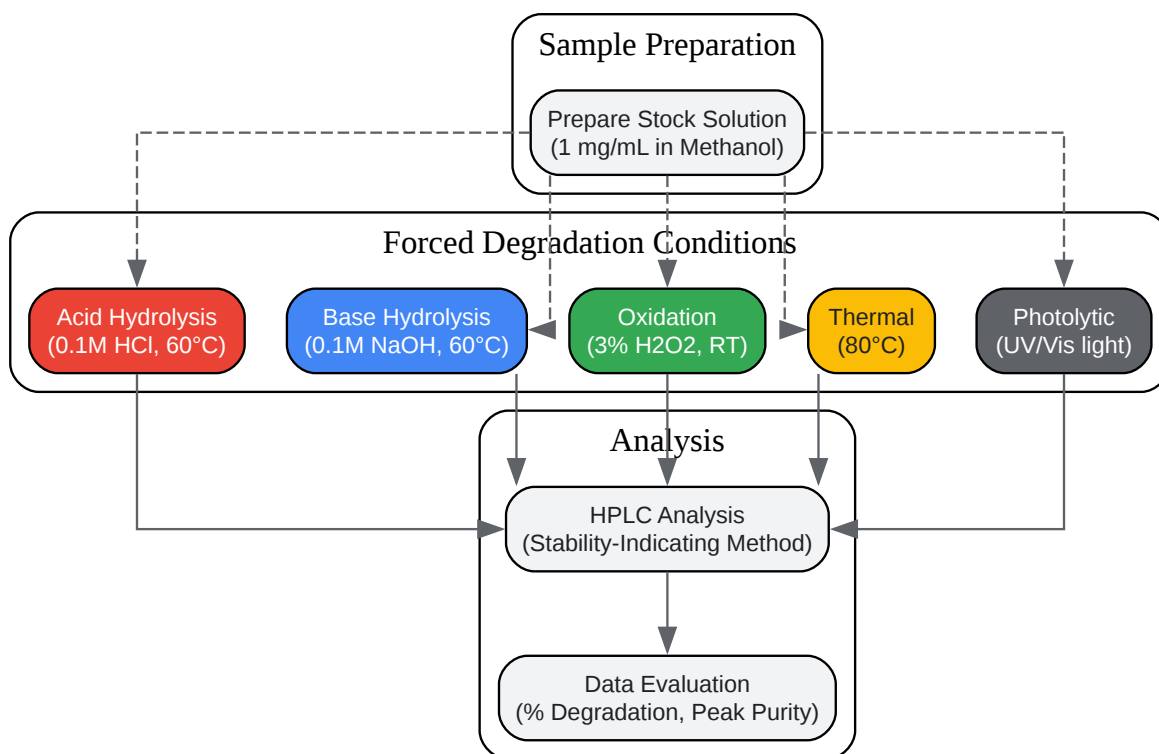 Sample Preparation
Prepare Stock Solution
(1 mg/mL in Methanol)
Forced Degradation Conditions
Acid Hydrolysis
(0.1M HCl, 60°C)
Base Hydrolysis
(0.1M NaOH, 60°C)
Oxidation
(3% H2O2, RT)
Thermal
(80°C)
Photolytic
(UV/Vis light)
Analysis
HPLC Analysis
(Stability-Indicating Method)
Data Evaluation
(% Degradation, Peak Purity)